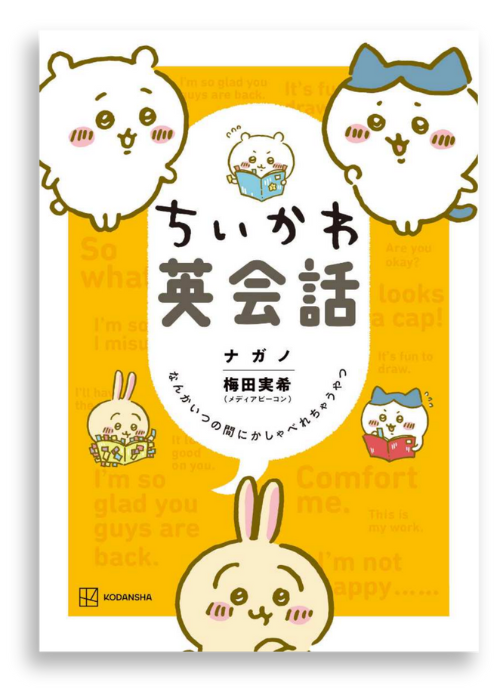 I'm so glad you
guys are back.
It's fu
draw.
ちいかわ
英会話
So
what
Are you
okay?
looks
a cap!
I'm so
I misu
ナガノ
梅田実希
(メディアビーコン)
なんかいつの間にかしゃべれちゃうやつ
It's fun to
draw.
I'll ha
good
on you.
I'm so
glad you
guys are
back.
Comfort
me.
This is
my work.
I'm not
appy……
KODANSHA